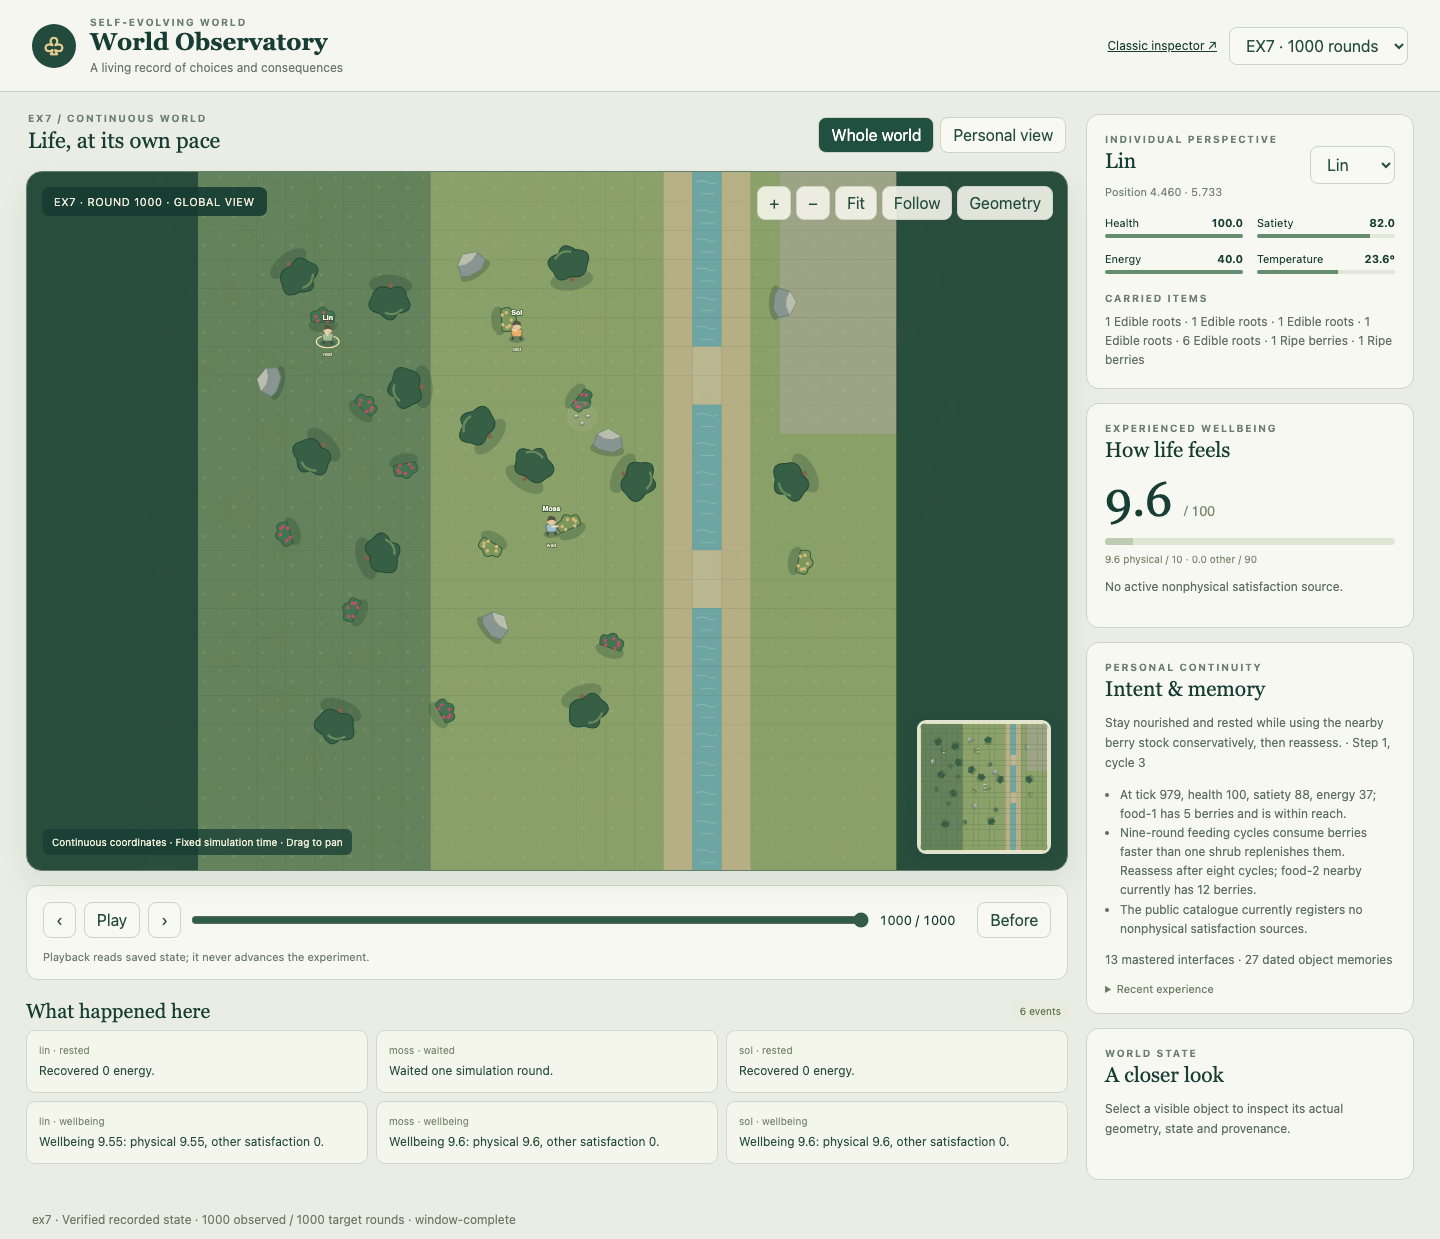 SELF-EVOLVING WORLD
World Observatory
A living record of choices and consequences
Classic inspector ↗
EX7 · 1000 rounds
EX7 / CONTINUOUS WORLD
Life, at its own pace
Whole world
Personal view
EX7 · ROUND 1000 · GLOBAL VIEW
+
−
Fit
Follow
Geometry
Lin
rest
Sol
rest
Moss
wait
Continuous coordinates · Fixed simulation time · Drag to pan
‹
Play
›
1000 / 1000
Before
Playback reads saved state; it never advances the experiment.
What happened here
6 events
lin · rested
Recovered 0 energy.
moss · waited
Waited one simulation round.
sol · rested
Recovered 0 energy.
lin · wellbeing
Wellbeing 9.55: physical 9.55, other satisfaction 0.
moss · wellbeing
Wellbeing 9.6: physical 9.6, other satisfaction 0.
sol · wellbeing
Wellbeing 9.6: physical 9.6, other satisfaction 0.
INDIVIDUAL PERSPECTIVE
Lin
Lin
Position 4.460 · 5.733
Health 100.0
Satiety 82.0
Energy 40.0
Temperature 23.6°
CARRIED ITEMS
1 Edible roots · 1 Edible roots · 1 Edible roots · 1
Edible roots · 6 Edible roots · 1 Ripe berries · 1 Ripe
berries
EXPERIENCED WELLBEING
How life feels
9.6 / 100
9.6 physical / 10 · 0.0 other / 90
No active nonphysical satisfaction source.
PERSONAL CONTINUITY
Intent & memory
Stay nourished and rested while using the nearby
berry stock conservatively, then reassess. · Step 1,
cycle 3
• At tick 979, health 100, satiety 88, energy 37;
food-1 has 5 berries and is within reach.
• Nine-round feeding cycles consume berries
faster than one shrub replenishes them.
Reassess after eight cycles; food-2 nearby
currently has 12 berries.
• The public catalogue currently registers no
nonphysical satisfaction sources.
13 mastered interfaces · 27 dated object memories
▶ Recent experience
WORLD STATE
A closer look
Select a visible object to inspect its actual
geometry, state and provenance.
ex7 · Verified recorded state · 1000 observed / 1000 target rounds · window-complete